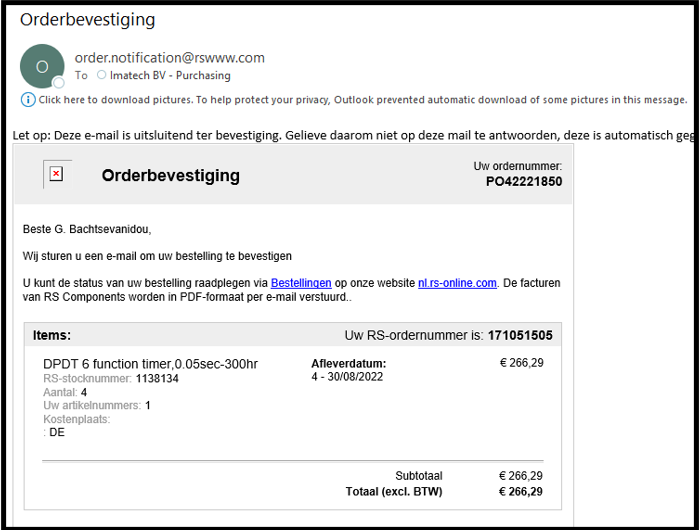 Orderbevestiging
O
order.notification@rswww.com
To Imatech BV - Purchasing
Click here to download pictures. To help protect your privacy, Outlook prevented automatic download of some pictures in this message.
Let op: Deze e-mail is uitsluitend ter bevestiging. Gelieve daarom niet op deze mail te antwoorden, deze is automatisch geg
Orderbevestiging
Uw ordernummer:
PO42221850
Beste G. Bachtsevanidou,
Wij sturen u een e-mail om uw bestelling te bevestigen
U kunt de status van uw bestelling raadplegen via Bestellingen op onze website nl.rs-online.com. De facturen
van RS Components worden in PDF-formaat per e-mail verstuurd..
Items: Uw RS-ordernummer is: 171051505
DPDT 6 function timer,0.05sec-300hr Afleverdatum: € 266,29
RS-stocknummer: 1138134 4 - 30/08/2022
Aantal: 4
Uw artikelnummers: 1
Kostenplaats:
: DE
Subtotaal € 266,29
Totaal (excl. BTW) € 266,29